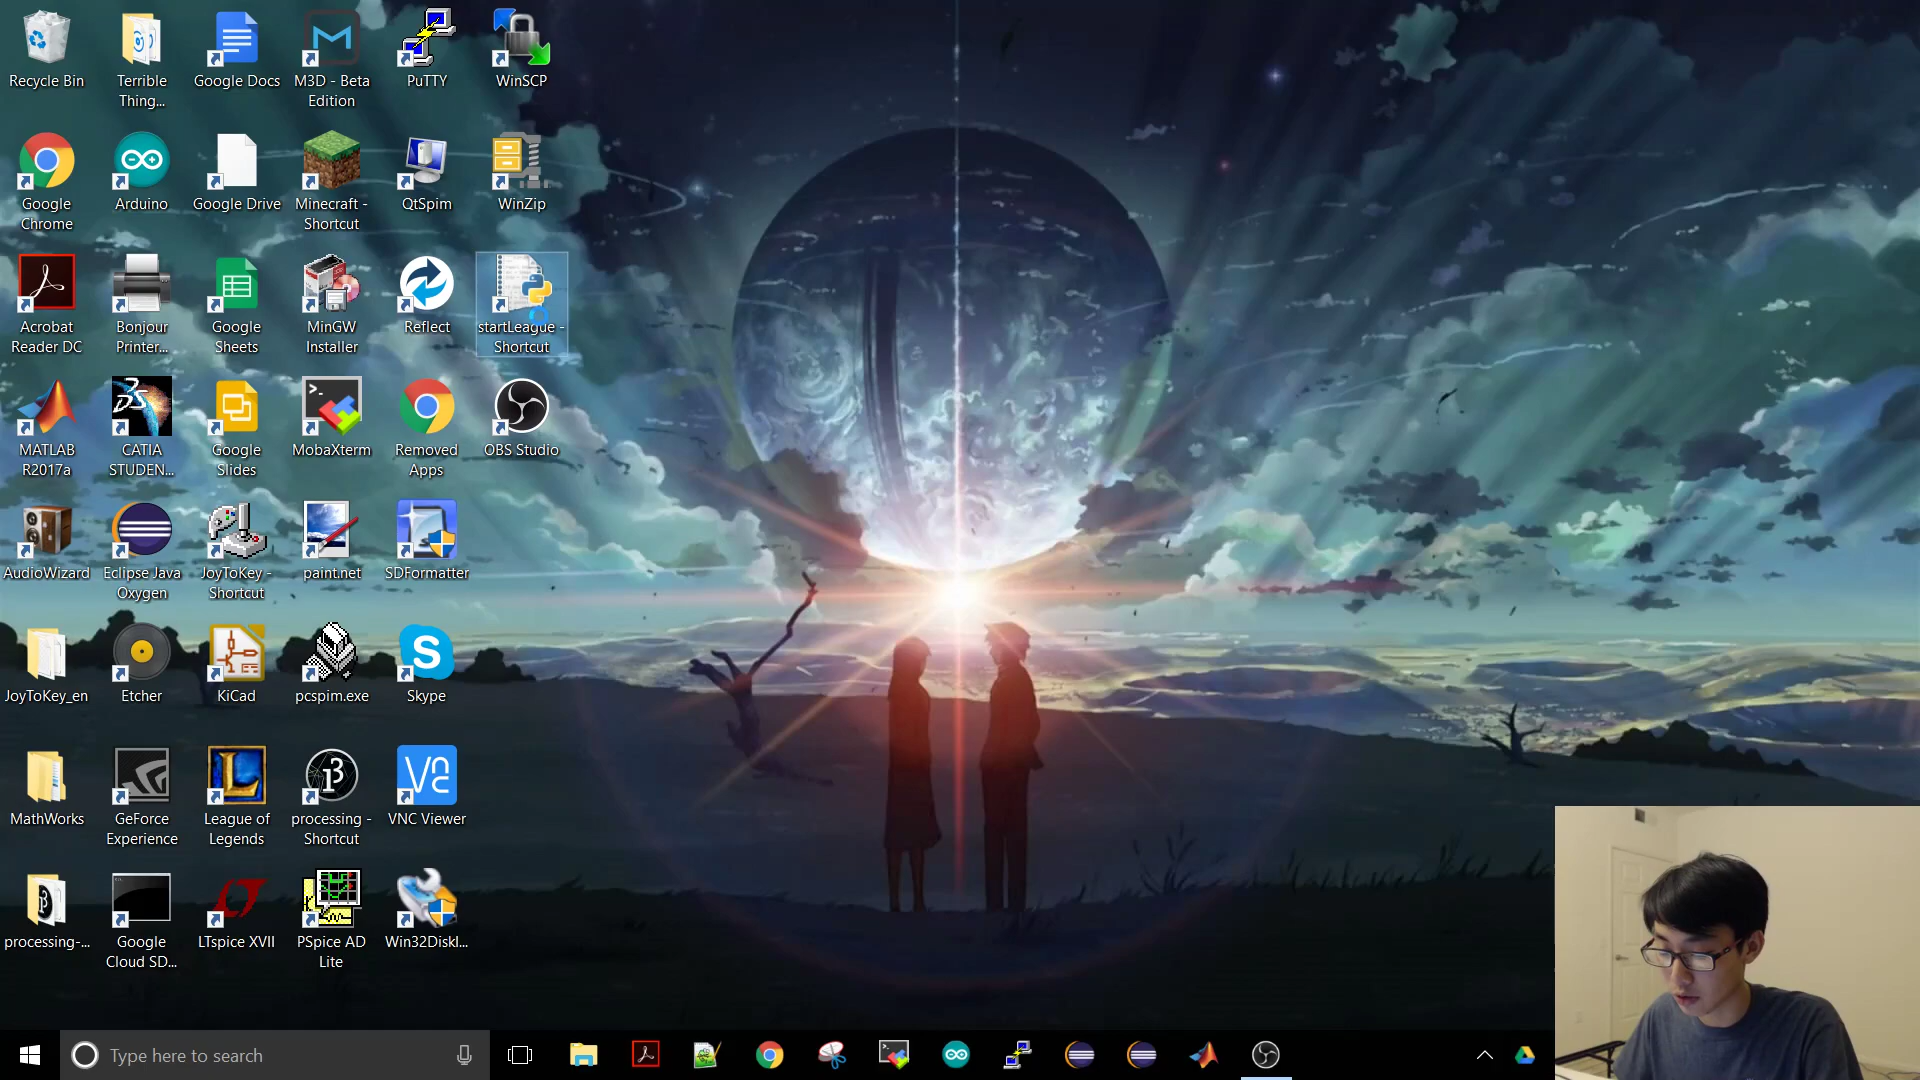 Recycle Bin
Terrible
Thing...
Google Docs
M3D - Beta
Edition
PuTTY
WinSCP
Google
Chrome
Arduino
Google Drive
Minecraft -
Shortcut
QtSpim
WinZip
Acrobat
Reader DC
Bonjour
Printer...
Google
Sheets
MinGW
Installer
Reflect
startLeague -
Shortcut
MATLAB
R2017a
CATIA
STUDEN...
Google
Slides
MobaXterm
Removed
Apps
OBS Studio
AudioWizard
Eclipse Java
Oxygen
JoyToKey -
Shortcut
paint.net
SDFormatter
JoyToKey_en
Etcher
KiCad
pcspim.exe
Skype
MathWorks
GeForce
Experience
League of
Legends
processing -
Shortcut
VNC Viewer
processing-...
Google
Cloud SD...
LTspice XVII
PSpice AD
Lite
Win32DiskI...
Type here to search